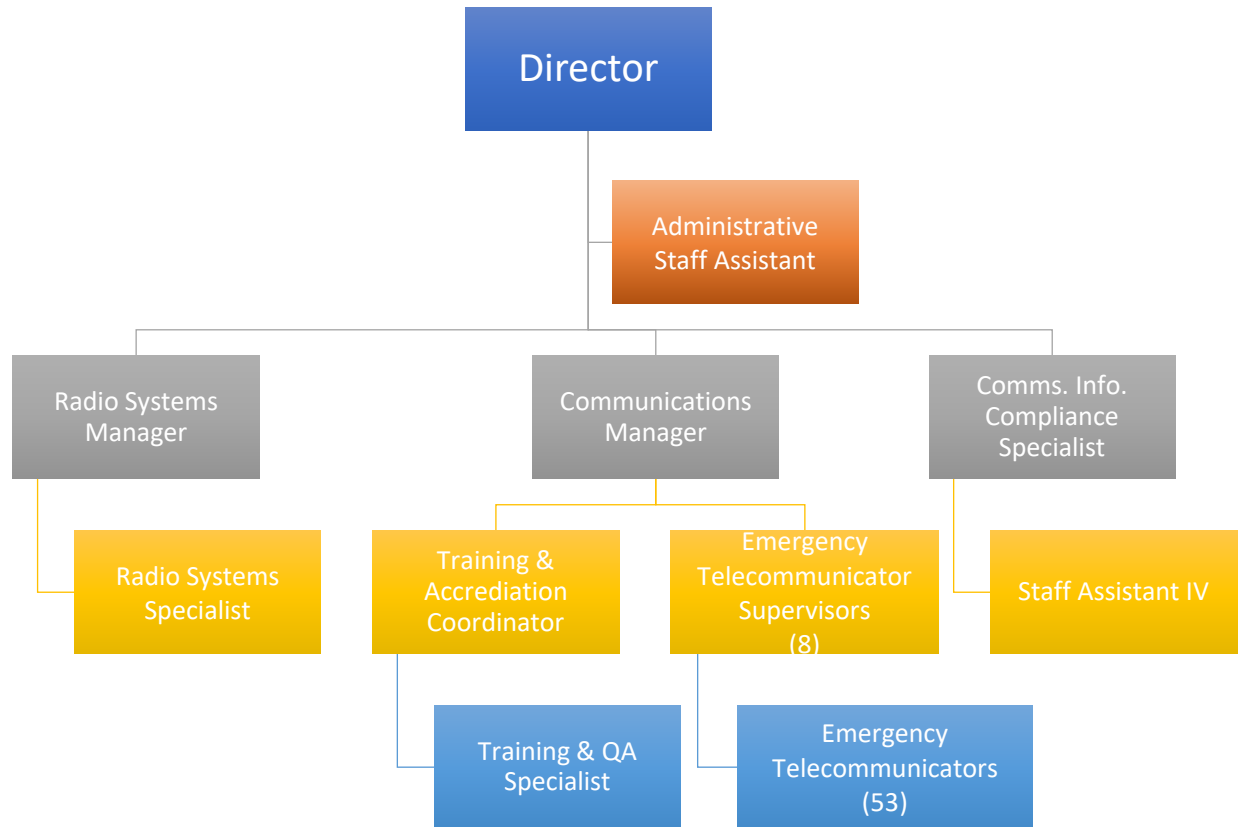 Director
Administrative
Staff Assistant
Radio Systems
Manager
Communications
Manager
Comms. Info.
Compliance
Specialist
Radio Systems
Specialist
Training &
Accrediation
Coordinator
Emergency
Telecommunicator
Supervisors
(8)
Staff Assistant IV
Training & QA
Specialist
Emergency
Telecommunicators
(53)